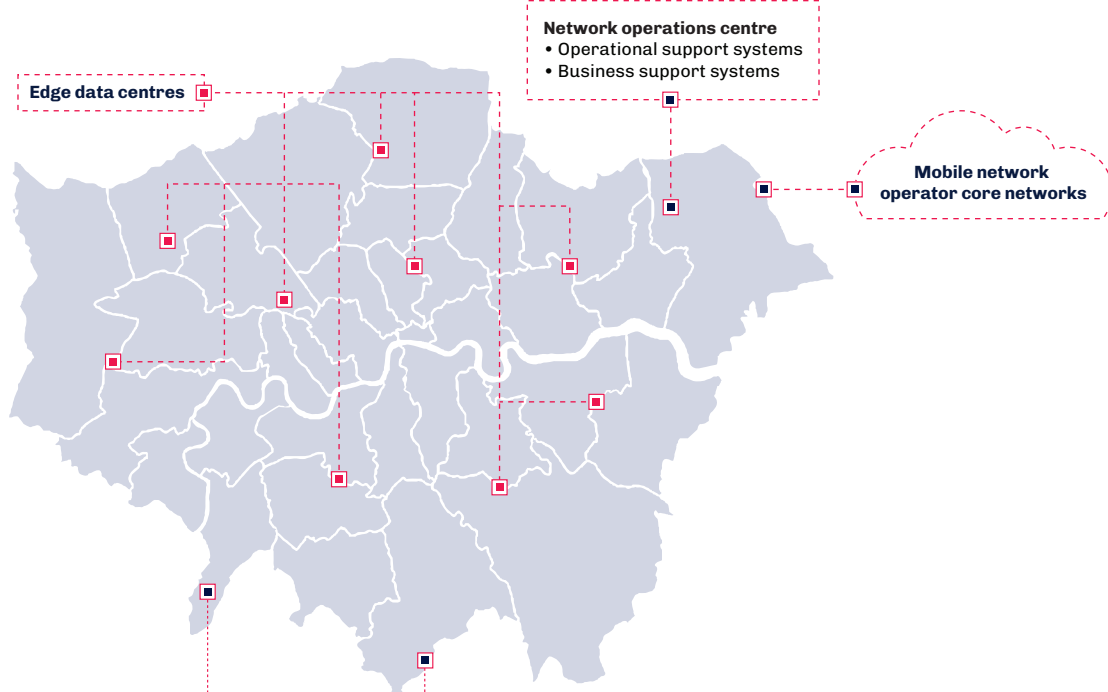 Network operations centre
• Operational support systems
• Business support systems
Edge data centres
Mobile network
operator core networks